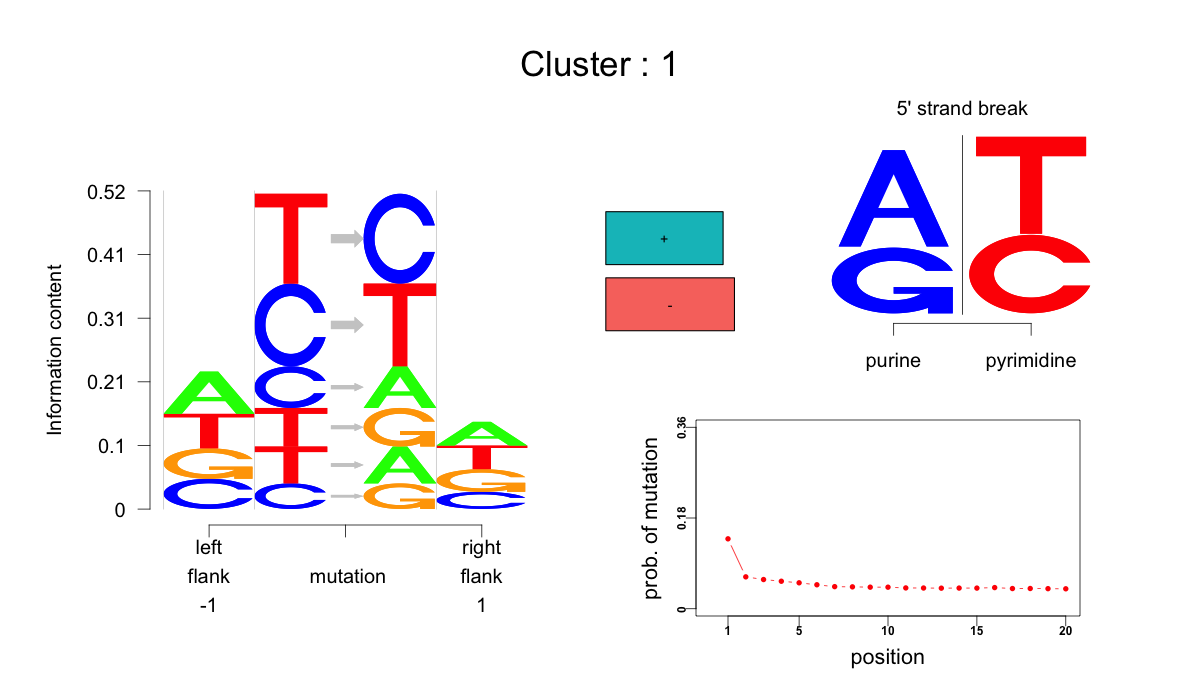 Cluster : 1
5' strand break
Information content
0.52
0.41
0.31
0.21
0.1
0
A
T
G
C
T
C
C
T
T
C
C
T
A
G
A
G
A
T
G
C
left
flank
-1
mutation
right
flank
1
+
-
A
G
T
C
purine
pyrimidine
prob. of mutation
0.36
0.18
0
1
5
10
15
20
position